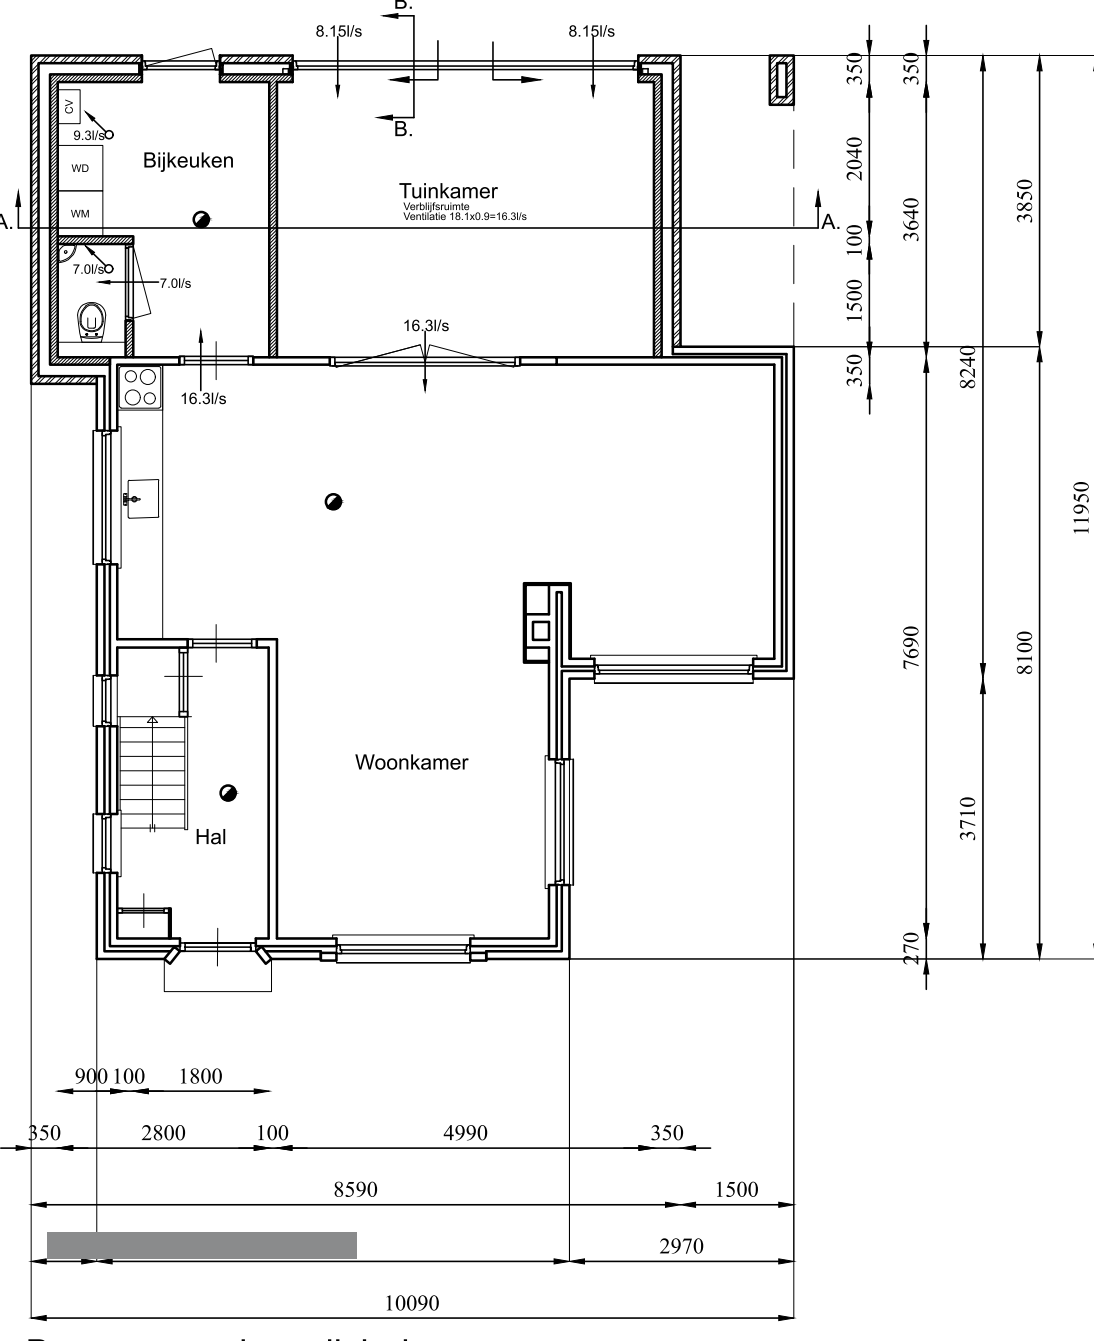 B.
8.15l/s
8.15l/s
B.
CV
9.3l/s
Bijkeuken
WD
WM
Tuinkamer
Verblijfsruimte
Ventilatie 18.1x0.9=16.3l/s
A.
A.
7.0l/s
7.0l/s
16.3l/s
16.3l/s
Woonkamer
Hal
350
2040
100
1500
350
350
3640
7690
270
8240
3710
3850
8100
11950
900
100
1800
350
2800
100
4990
350
8590
1500
2970
10090